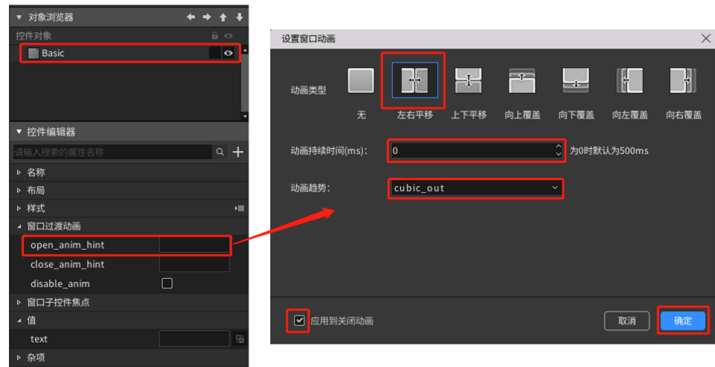 对象浏览器
控件对象
Basic
控件编辑器
请输入搜索的属性名称
名称
布局
样式
窗口过渡动画
open_anim_hint
close_anim_hint
disable_anim
窗口子控件焦点
值
text
杂项
设置窗口动画
动画类型
无 左右平移 上下平移 向上覆盖 向下覆盖 向左覆盖 向右覆盖
动画持续时间(ms): 0 为0时默认为500ms
动画趋势: cubic_out
应用到关闭动画 取消 确定